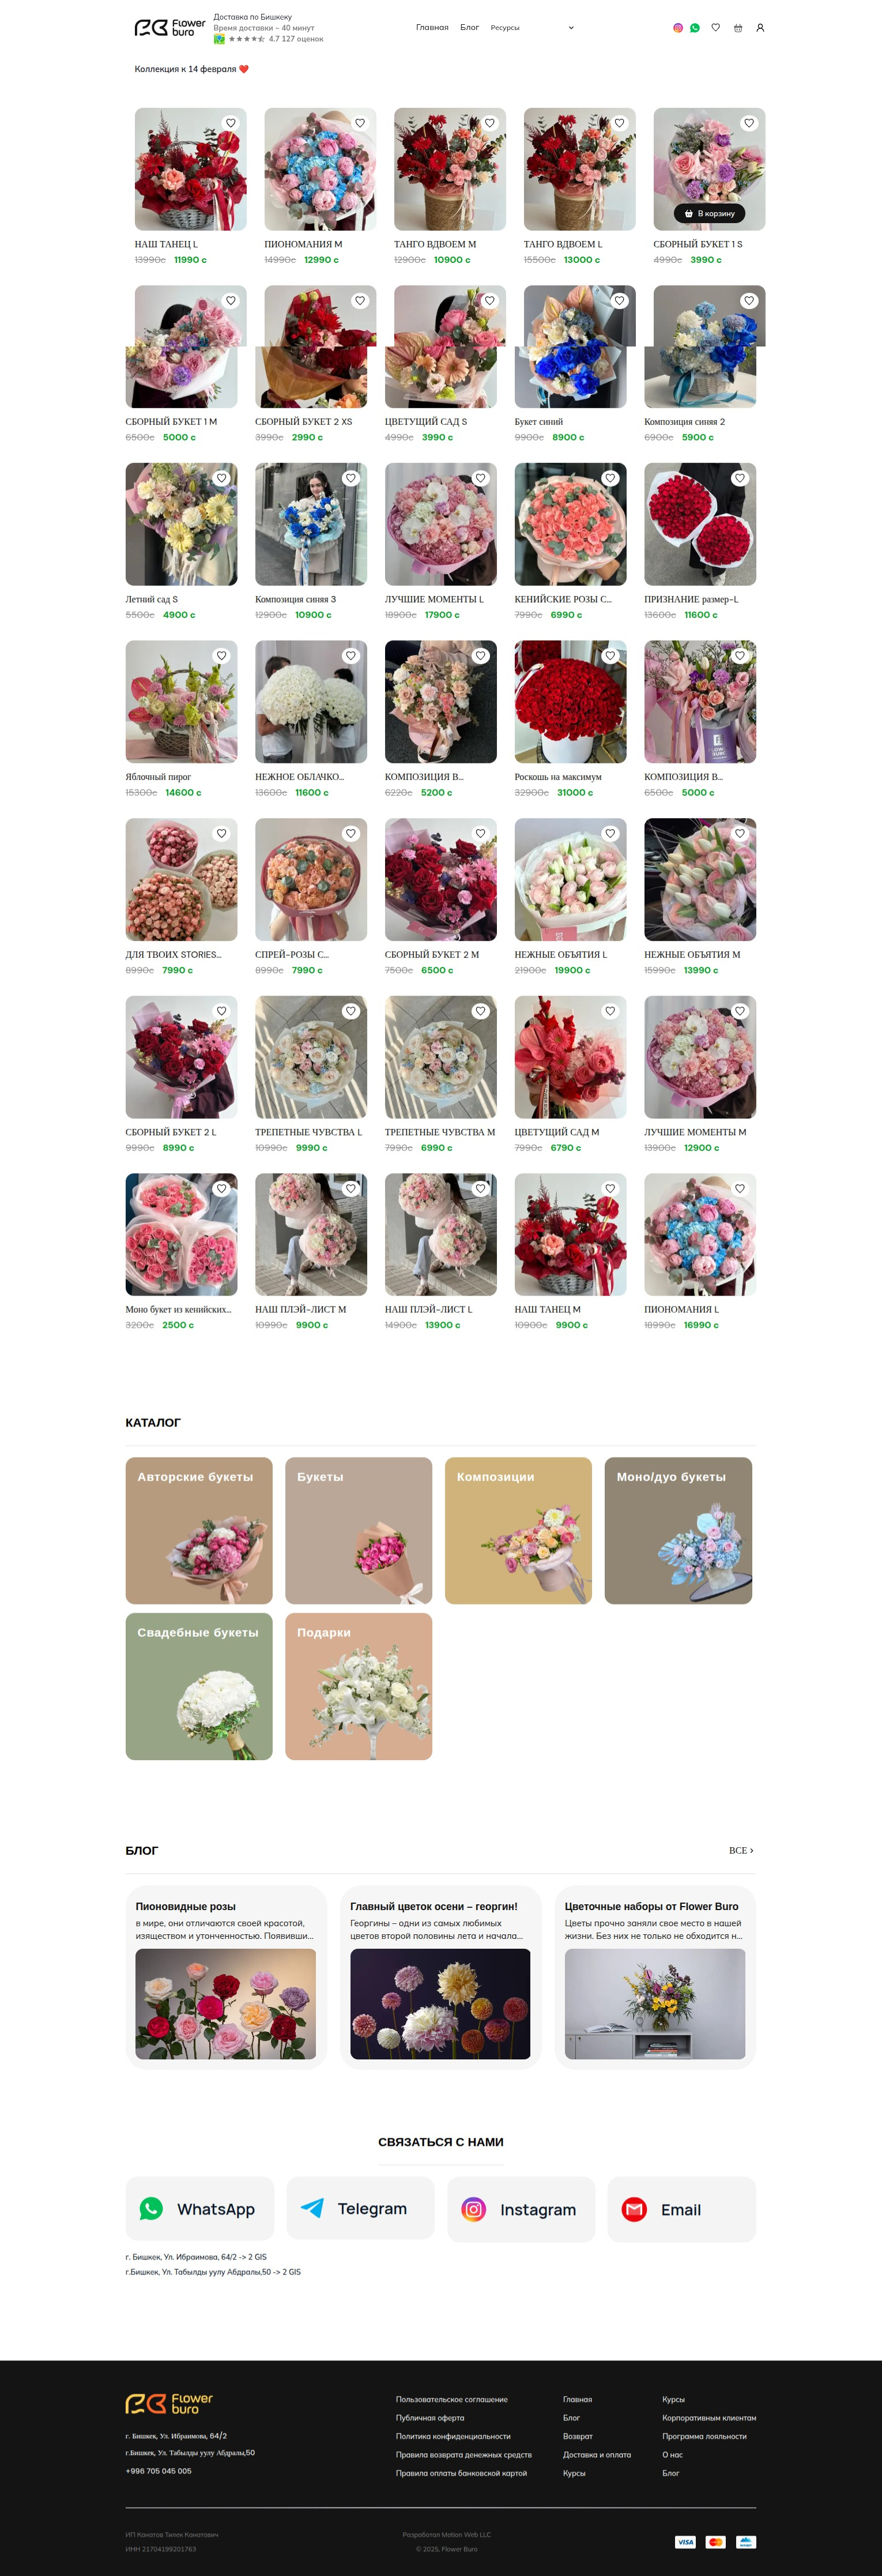 Flower buro
Доставка по Бишкеку
Время доставки ~ 40 минут
4.7 127 оценок
Главная Блог Ресурсы
Коллекция к 14 февраля ❤️
НАШ ТАНЕЦ L
13990с 11990 с
ПИОНОМАНИЯ M
14990с 12990 с
ТАНГО ВДВОЕМ М
12900с 10900 с
ТАНГО ВДВОЕМ L
15500с 13000 с
В корзину
СБОРНЫЙ БУКЕТ 1 S
4990с 3990 с
СБОРНЫЙ БУКЕТ 1 M
6500с 5000 с
СБОРНЫЙ БУКЕТ 2 XS
3990с 2990 с
ЦВЕТУЩИЙ САД S
4990с 3990 с
Букет синий
9900с 8900 с
Композиция синяя 2
6900с 5900 с
Летний сад S
5500с 4900 с
Композиция синяя 3
12900с 10900 с
ЛУЧШИЕ МОМЕНТЫ L
18900с 17900 с
КЕНИЙСКИЕ РОЗЫ С...
7990с 6990 с
ПРИЗНАНИЕ размер-L
13600с 11600 с
Яблочный пирог
15300с 14600 с
НЕЖНОЕ ОБЛАЧКО...
13600с 11600 с
КОМПОЗИЦИЯ В...
6220с 5200 с
Роскошь на максимум
32900с 31000 с
КОМПОЗИЦИЯ В...
6500с 5000 с
ДЛЯ ТВОИХ STORIES...
8990с 7990 с
СПРЕЙ-РОЗЫ С...
8990с 7990 с
СБОРНЫЙ БУКЕТ 2 М
7500с 6500 с
НЕЖНЫЕ ОБЪЯТИЯ L
21900с 19900 с
НЕЖНЫЕ ОБЪЯТИЯ М
15990с 13990 с
СБОРНЫЙ БУКЕТ 2 L
9990с 8990 с
ТРЕПЕТНЫЕ ЧУВСТВА L
10990с 9990 с
ТРЕПЕТНЫЕ ЧУВСТВА М
7990с 6990 с
ЦВЕТУЩИЙ САД M
7990с 6790 с
ЛУЧШИЕ МОМЕНТЫ M
13900с 12900 с
Моно букет из кенийских...
3200с 2500 с
НАШ ПЛЭЙ-ЛИСТ М
10990с 9900 с
НАШ ПЛЭЙ-ЛИСТ L
14900с 13900 с
НАШ ТАНЕЦ M
10900с 9900 с
ПИОНОМАНИЯ L
18990с 16990 с
КАТАЛОГ
Авторские букеты
Букеты
Композиции
Моно/дуо букеты
Свадебные букеты
Подарки
БЛОГ
ВСЕ
Пионовидные розы
в мире, они отличаются своей красотой,
изяществом и утонченностью. Появивши...
Главный цветок осени – георгин!
Георгины – одни из самых любимых
цветов второй половины лета и начала...
Цветочные наборы от Flower Buro
Цветы прочно заняли свое место в нашей
жизни. Без них не только не обходится н...
СВЯЗАТЬСЯ С НАМИ
WhatsApp
Telegram
Instagram
Email
г. Бишкек, Ул. Ибраимова, 64/2 -> 2 GIS
г.Бишкек, Ул. Табылды уулу Абдралы,50 -> 2 GIS
Flower buro
г. Бишкек, Ул. Ибраимова, 64/2
г.Бишкек, Ул. Табылды уулу Абдралы,50
+996 705 045 005
Пользовательское соглашение
Публичная оферта
Политика конфиденциальности
Правила возврата денежных средств
Правила оплаты банковской картой
Главная
Блог
Возврат
Доставка и оплата
Курсы
Курсы
Корпоративным клиентам
Программа лояльности
О нас
Блог
ИП Канатов Тилек Канатович
ИНН 21704199201763
Разработал Motion Web LLC
© 2025, Flower Buro
VISA